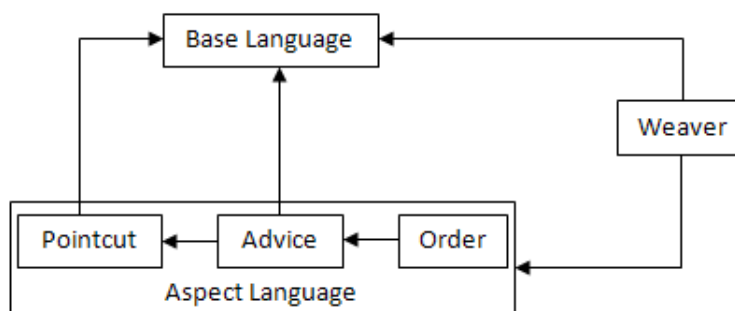 Base Language
Weaver
Pointcut
Advice
Order
Aspect Language